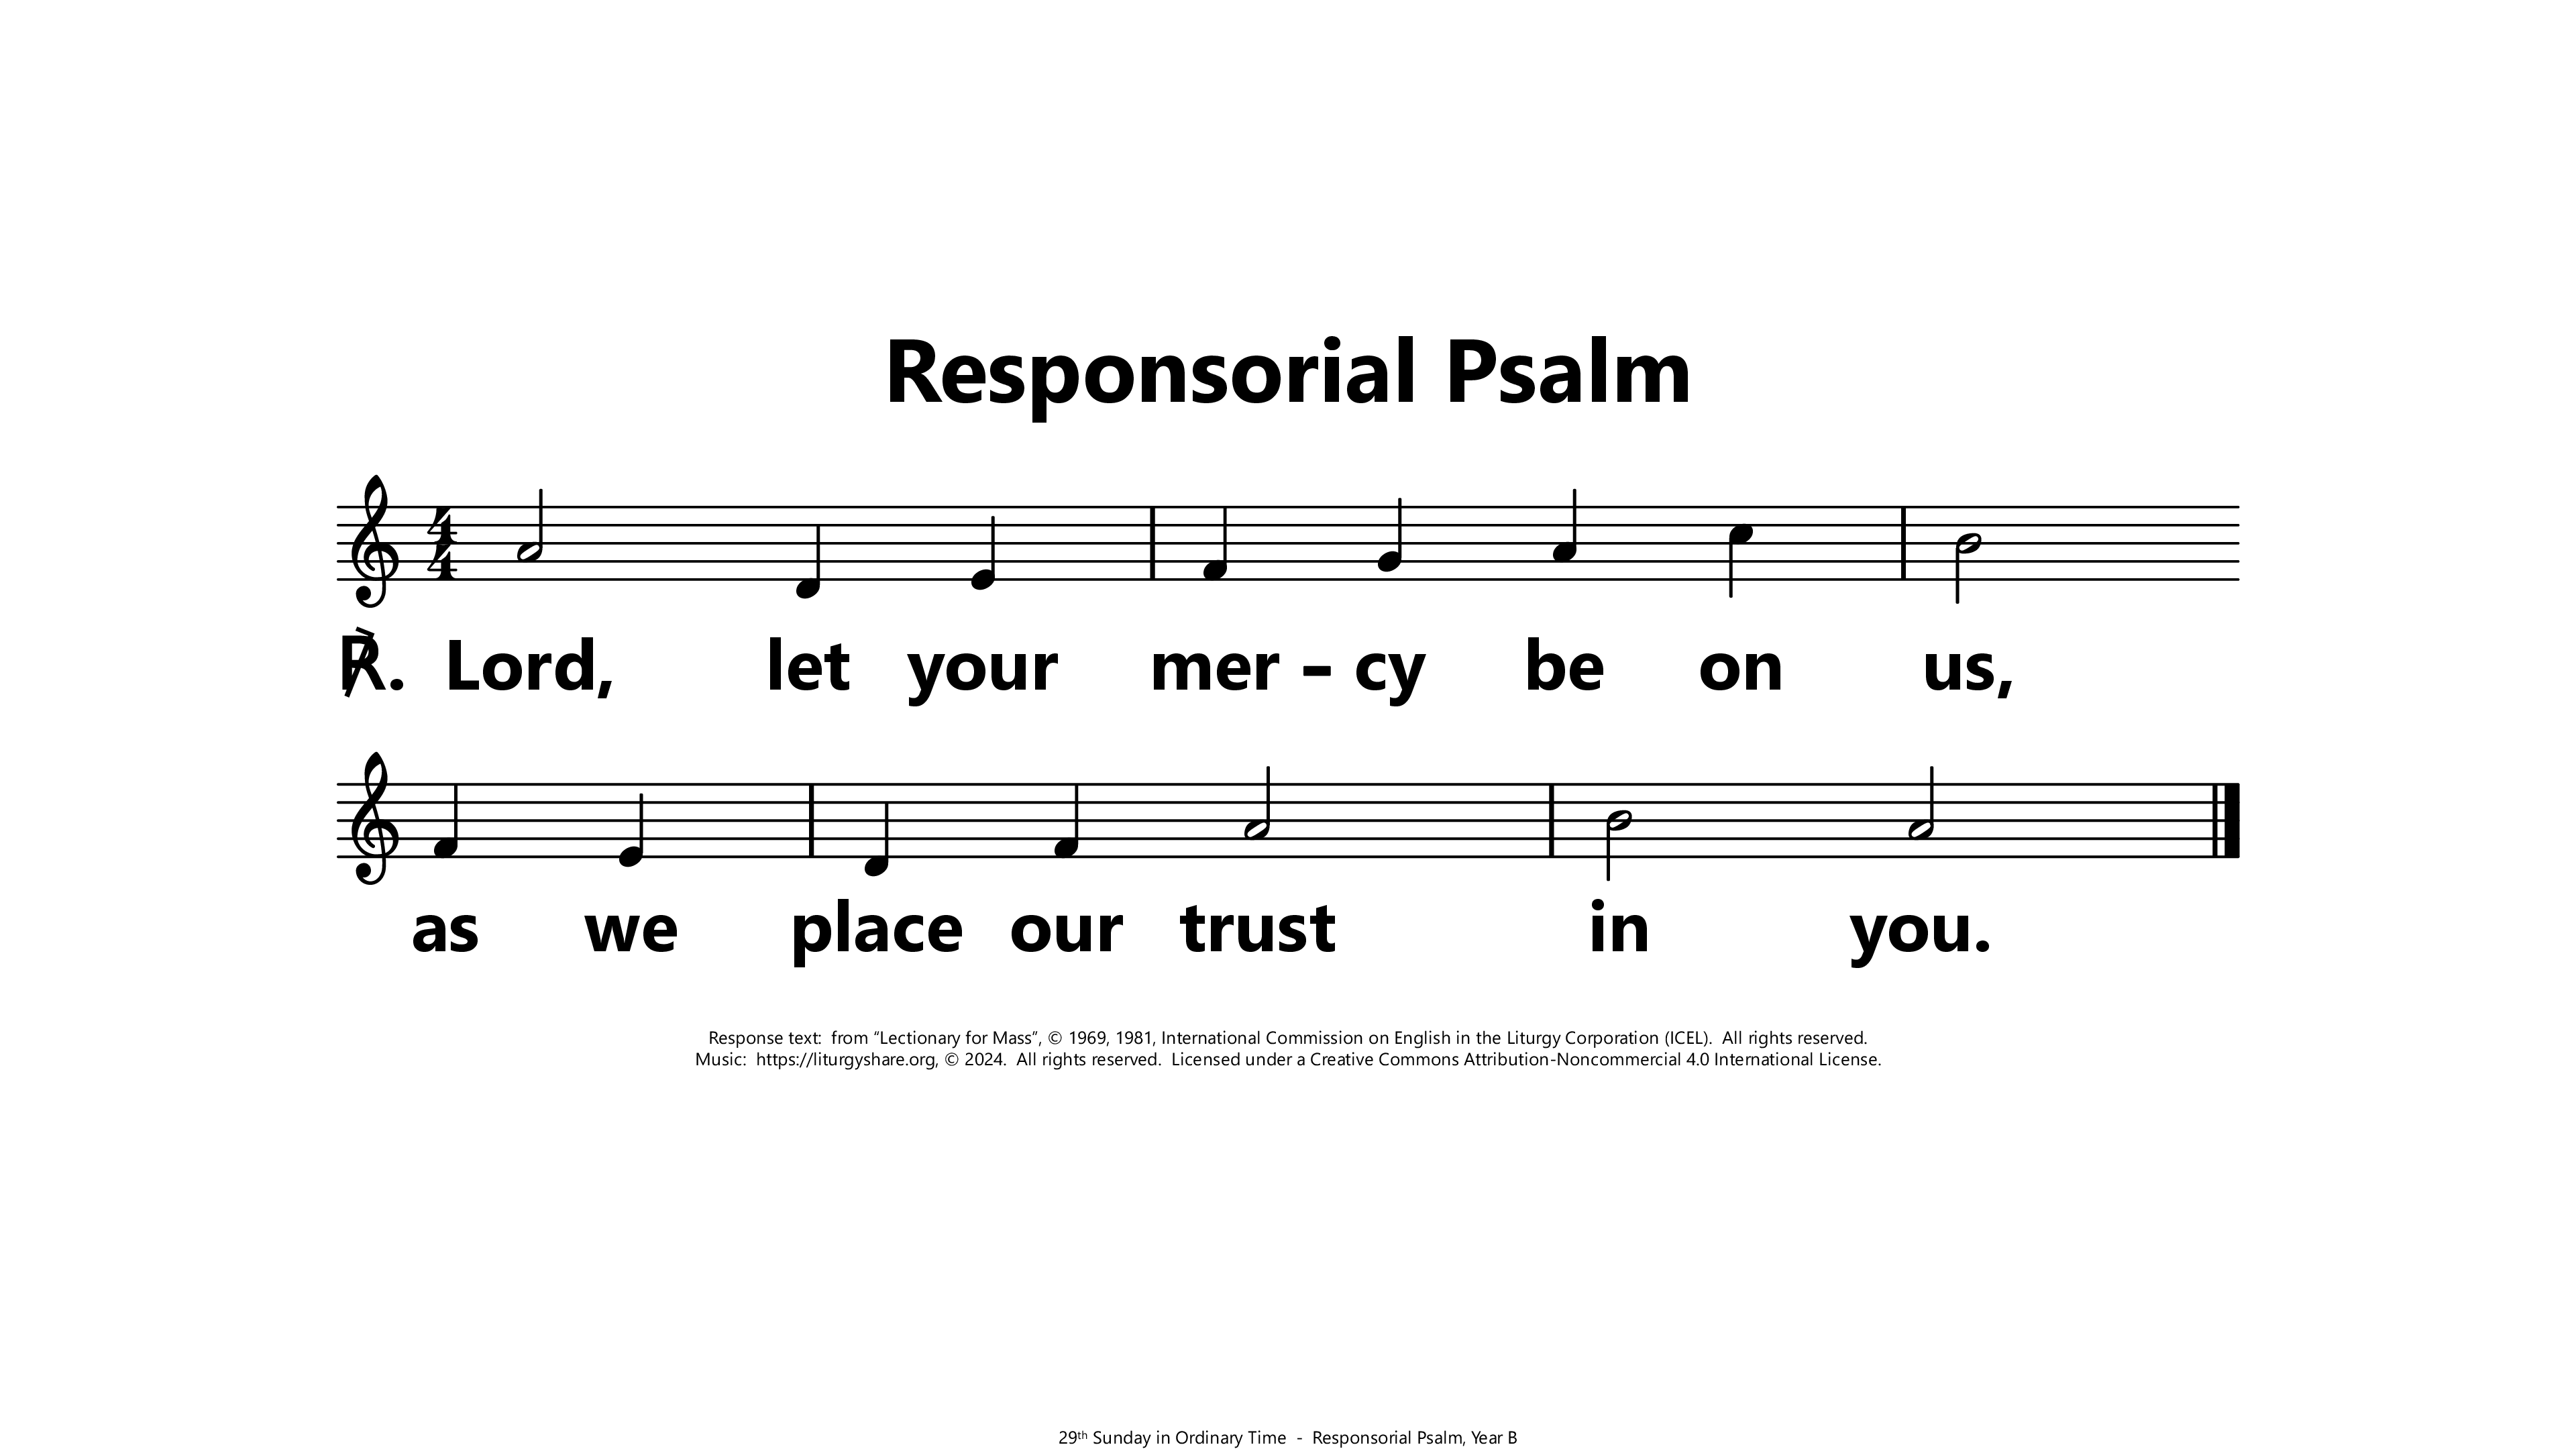 Responsorial Psalm
℟. Lord, let your mer - cy be on us,
as we place our trust in you.
Response text:  from “Lectionary for Mass”, © 1969, 1981, International Commission on English in the Liturgy Corporation (ICEL).  All rights reserved.
Music:  https://liturgyshare.org, © 2024.  All rights reserved.  Licensed under a Creative Commons Attribution-Noncommercial 4.0 International License.
29th Sunday in Ordinary Time  -  Responsorial Psalm, Year B